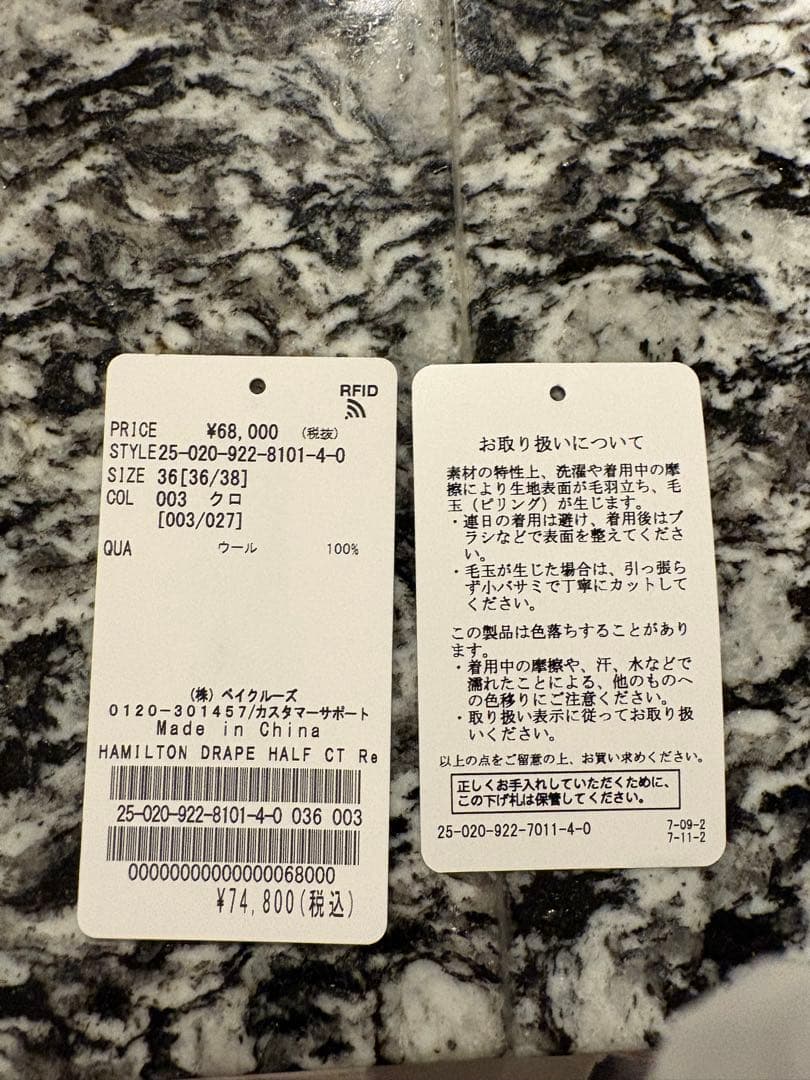 RFID
PRICE ¥68,000 (税抜)
STYLE25-020-922-8101-4-0
SIZE 36[36/38]
COL 003 クロ
[003/027]
QUA ウール 100%
(株) ベイクルーズ
0120-301457/カスタマーサポート
Made in China
HAMILTON DRAPE HALF CT Re
25-020-922-8101-4-0 036 003
00000000000000068000
¥74,800(税込)
お取り扱いについて
素材の特性上、洗濯や着用中の摩
擦により生地表面が毛羽立ち、毛
玉（ピリング）が生じます。
・連日の着用は避け、着用後はブ
ラシなどで表面を整えてくださ
い。
・毛玉が生じた場合は、引っ張ら
ず小バサミで丁寧にカットして
ください。
この製品は色落ちすることがあり
ます。
・着用中の摩擦や、汗、水などで
濡れたことによる、他のものへ
の色移りにご注意ください。
・取り扱い表示に従ってお取り扱
いください。
以上の点をご留意の上、お買い求めください。
正しくお手入れしていただくために、
この下げ札は保管してください。
25-020-922-7011-4-0
7-09-2
7-11-2